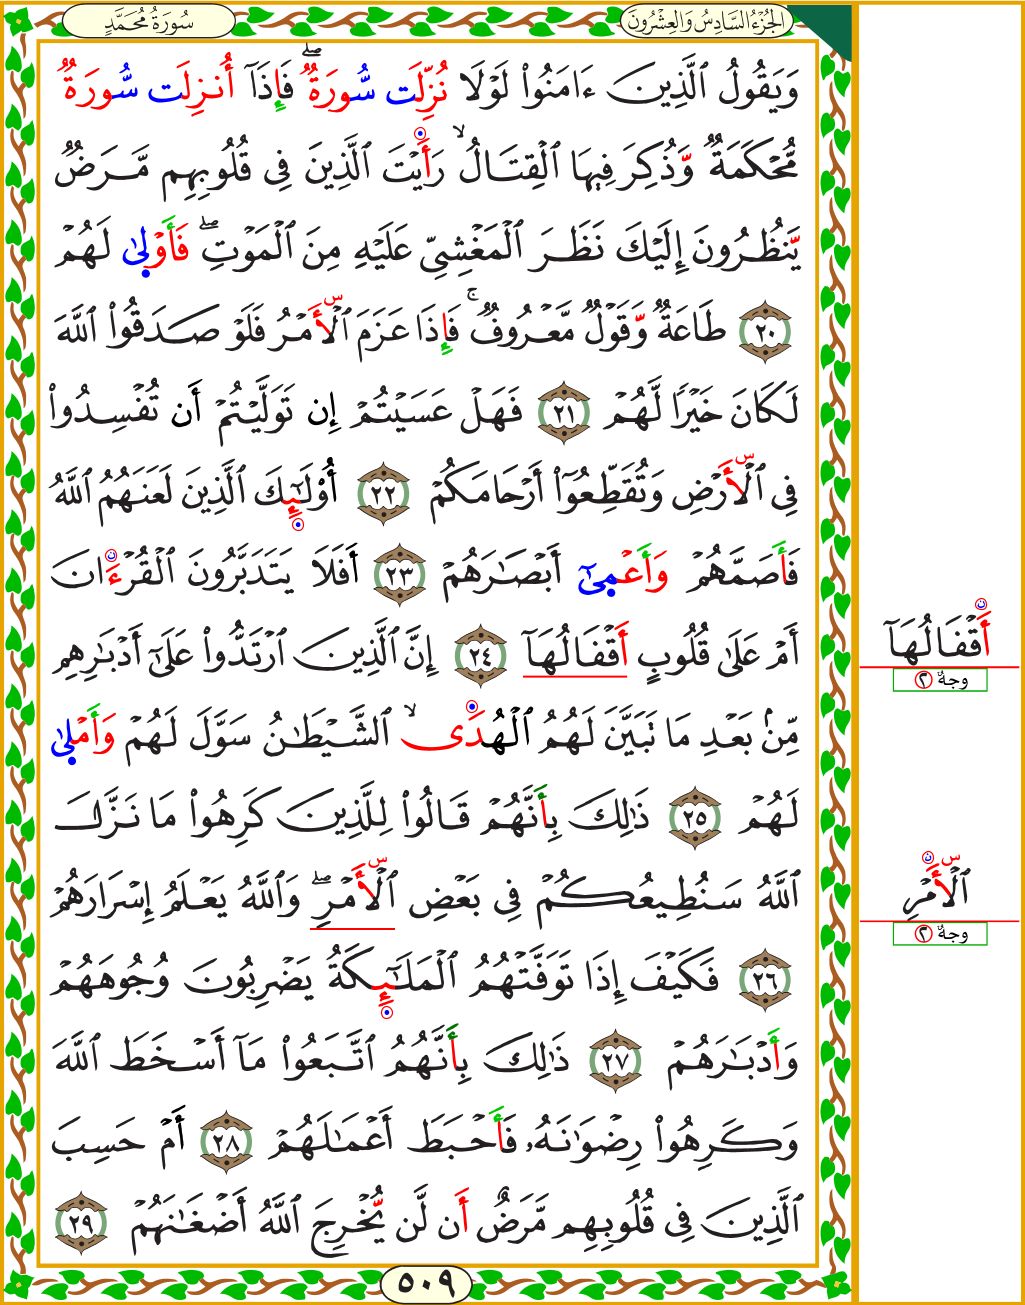 الجُزْءُ السَّادِسُ وَالعِشْرُونَ
سُورَةُ مُحَمَّدٍ
وَيَقُولُ ٱلَّذِينَ ءَامَنُوا۟ لَوْلَا نُزِّلَت سُّورَةٌ ۖ فَإِذَآ أُنزِلَت سُّورَةٌ
مُّحْكَمَةٌ وَذُكِرَ فِيهَا ٱلْقِتَالُ ۙ رَأَيْتَ ٱلَّذِينَ فِى قُلُوبِهِم مَّرَضٌ
يَنظُرُونَ إِلَيْكَ نَظَرَ ٱلْمَغْشِىِّ عَلَيْهِ مِنَ ٱلْمَوْتِ ۖ فَأَوْلَىٰ لَهُمْ
٢٠ طَاعَةٌ وَقَوْلٌ مَّعْرُوفٌ ۚ فَإِذَا عَزَمَ ٱلْأَمْرُ فَلَوْ صَدَقُوا۟ ٱللَّهَ
لَكَانَ خَيْرًا لَّهُمْ ٢١ فَهَلْ عَسَيْتُمْ إِن تَوَلَّيْتُمْ أَن تُفْسِدُوا۟
فِى ٱلْأَرْضِ وَتُقَطِّعُوٓا۟ أَرْحَامَكُمْ ٢٢ أُو۟لَـٰٓئِكَ ٱلَّذِينَ لَعَنَهُمُ ٱللَّهُ
فَأَصَمَّهُمْ وَأَعْمَىٰٓ أَبْصَـٰرَهُمْ ٢٣ أَفَلَا يَتَدَبَّرُونَ ٱلْقُرْءَانَ
أَمْ عَلَىٰ قُلُوبٍ أَقْفَالُهَآ ٢٤ إِنَّ ٱلَّذِينَ ٱرْتَدُّوا۟ عَلَىٰٓ أَدْبَـٰرِهِم
مِّنۢ بَعْدِ مَا تَبَيَّنَ لَهُمُ ٱلْهُدَى ۙ ٱلشَّيْطَـٰنُ سَوَّلَ لَهُمْ وَأَمْلَىٰ
لَهُمْ ٢٥ ذَٰلِكَ بِأَنَّهُمْ قَالُوا۟ لِلَّذِينَ كَرِهُوا۟ مَا نَزَّلَ
ٱللَّهُ سَنُطِيعُكُمْ فِى بَعْضِ ٱلْأَمْرِ ۖ وَٱللَّهُ يَعْلَمُ إِسْرَارَهُمْ
٢٦ فَكَيْفَ إِذَا تَوَفَّتْهُمُ ٱلْمَلَـٰٓئِكَةُ يَضْرِبُونَ وُجُوهَهُمْ
وَأَدْبَـٰرَهُمْ ٢٧ ذَٰلِكَ بِأَنَّهُمُ ٱتَّبَعُوا۟ مَآ أَسْخَطَ ٱللَّهَ
وَكَرِهُوا۟ رِضْوَٰنَهُۥ فَأَحْبَطَ أَعْمَـٰلَهُمْ ٢٨ أَمْ حَسِبَ
ٱلَّذِينَ فِى قُلُوبِهِم مَّرَضٌ أَن لَّن يُخْرِجَ ٱللَّهُ أَضْغَـٰنَهُمْ ٢٩
٥٠٩
أَقْفَالُهَآ
٢ وجهٌ
ٱلْأَمْرِ
٢ وجهٌ